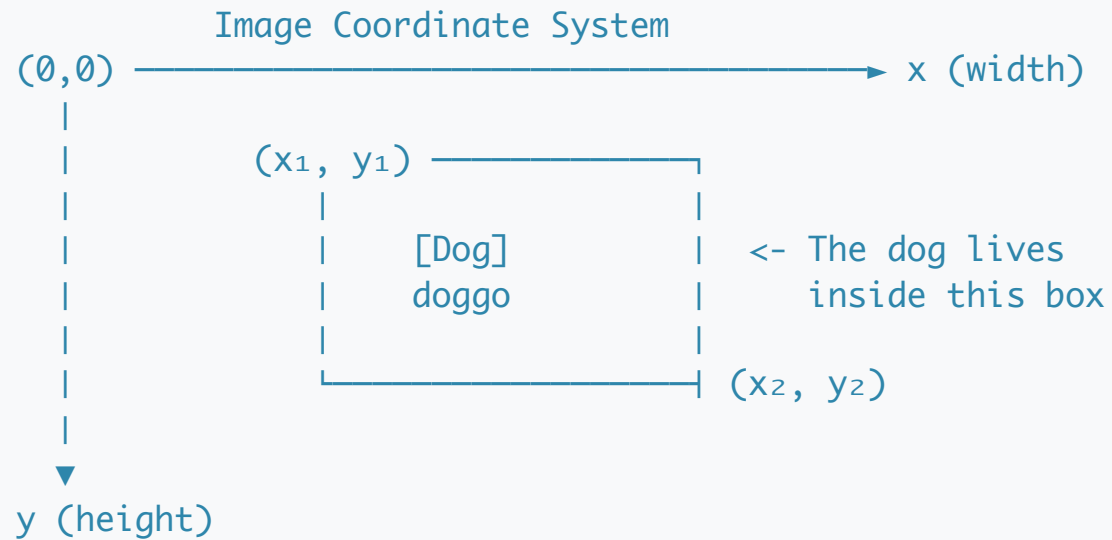 Image Coordinate System
(0,0) ───────────────────────────► x (width)
(x₁, y₁)
[Dog] <- The dog lives
doggo inside this box
(x₂, y₂)
y (height)